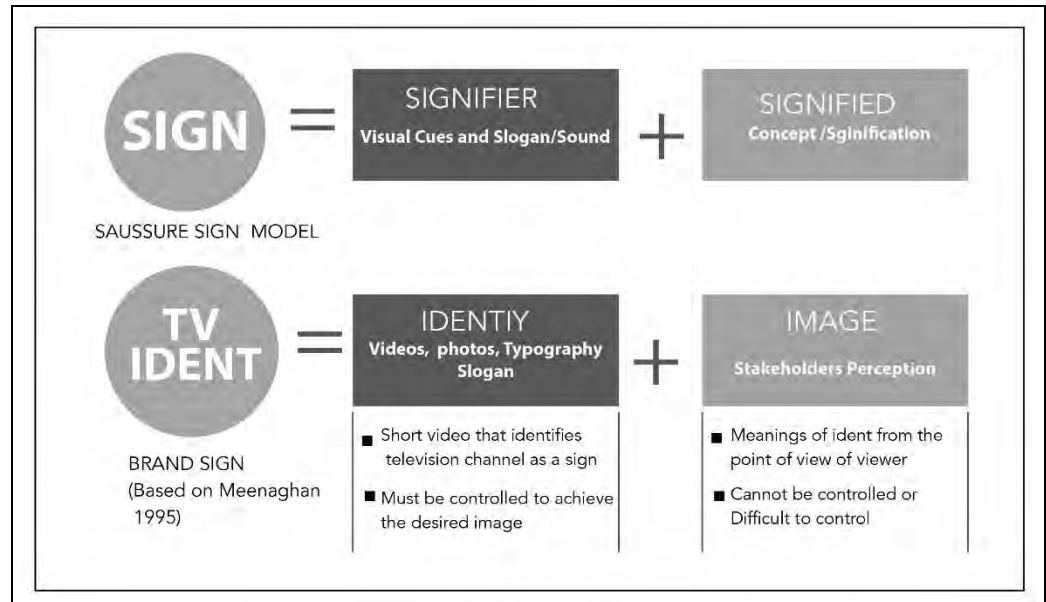 SIGN
=
SIGNIFIER
Visual Cues and Slogan/Sound
+
SIGNIFIED
Concept /Sginification
SAUSSURE SIGN MODEL
TV
IDENT
=
IDENTIY
Videos, photos, Typography
Slogan
+
IMAGE
Stakeholders Perception
BRAND SIGN
(Based on Meenaghan
1995)
■ Short video that identifies
television channel as a sign
■ Must be controlled to achieve
the desired image
■ Meanings of ident from the
point of view of viewer
■ Cannot be controlled or
Difficult to control